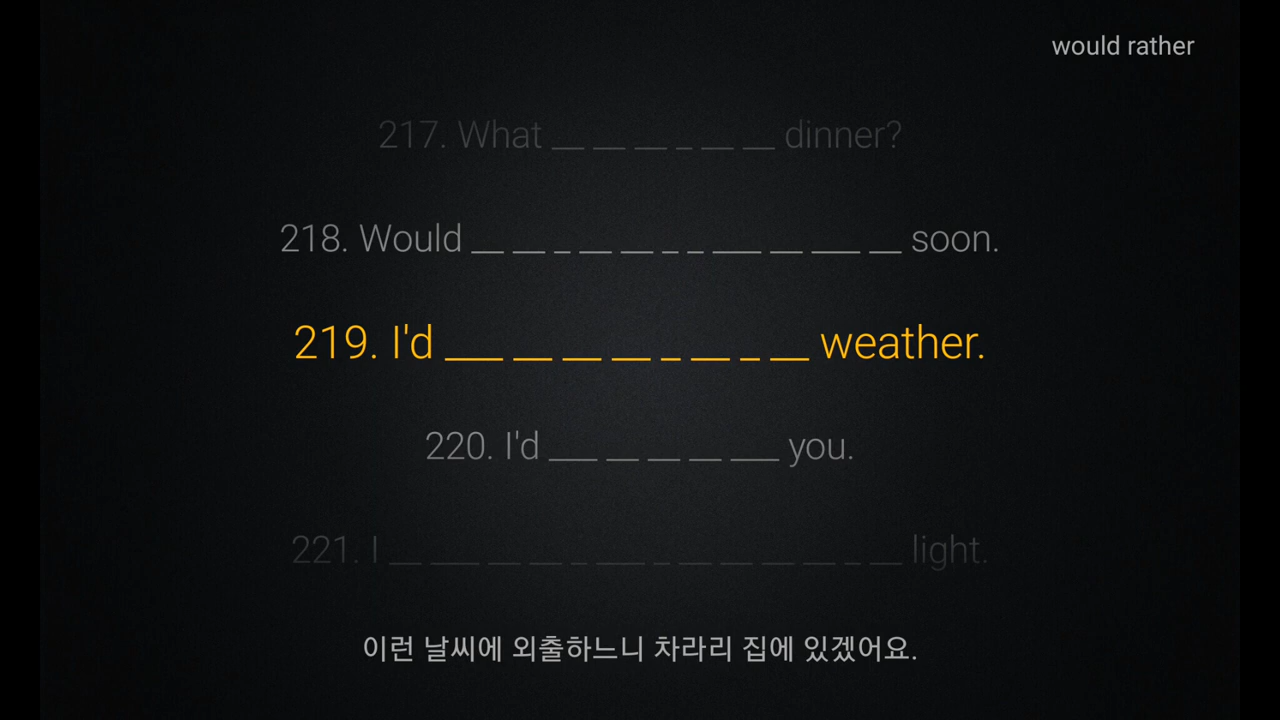 would rather
217. What __ __ __ _ __ __ dinner?
218. Would __ __ _ __ __ _ _ ___ __ ___ __ soon.
219. I'd ___ __ __ __ _ __ _ __ weather.
220. I'd ___ __ __ __ ___ you.
221. I __ ___ __ __ _ ___ _ __ __ __ _ __ light.
이런 날씨에 외출하느니 차라리 집에 있겠어요.